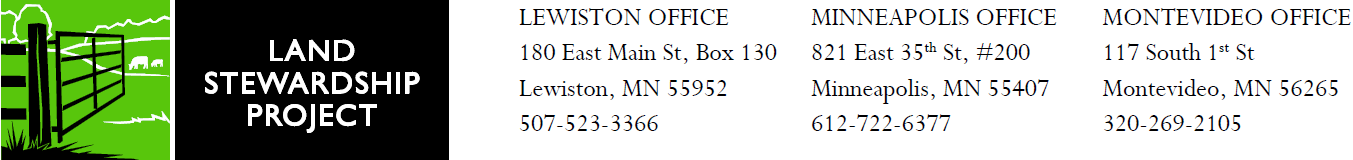 LAND
STEWARDSHIP
PROJECT
LEWISTON OFFICE
180 East Main St, Box 130
Lewiston, MN 55952
507-523-3366
MINNEAPOLIS OFFICE
821 East 35th St, #200
Minneapolis, MN 55407
612-722-6377
MONTEVIDEO OFFICE
117 South 1st St
Montevideo, MN 56265
320-269-2105